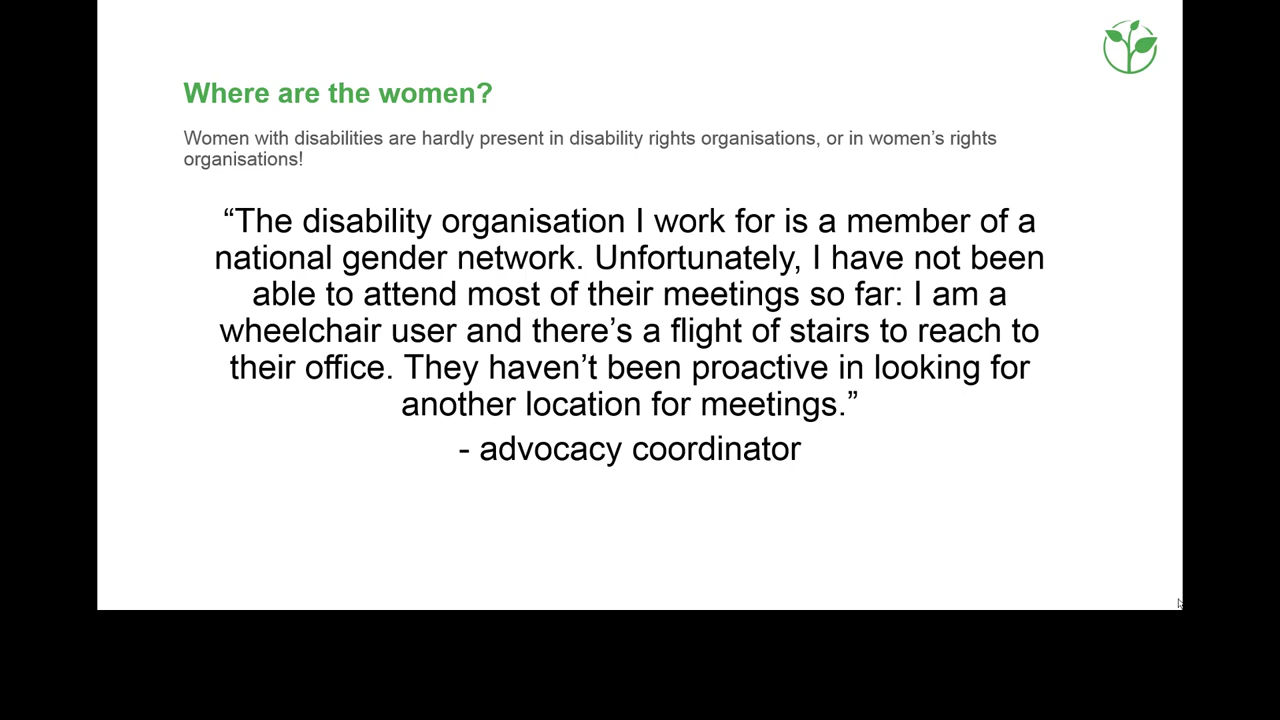 Where are the women?
Women with disabilities are hardly present in disability rights organisations, or in women’s rights
organisations!
“The disability organisation I work for is a member of a
national gender network. Unfortunately, I have not been
able to attend most of their meetings so far: I am a
wheelchair user and there’s a flight of stairs to reach to
their office. They haven’t been proactive in looking for
another location for meetings.”
- advocacy coordinator